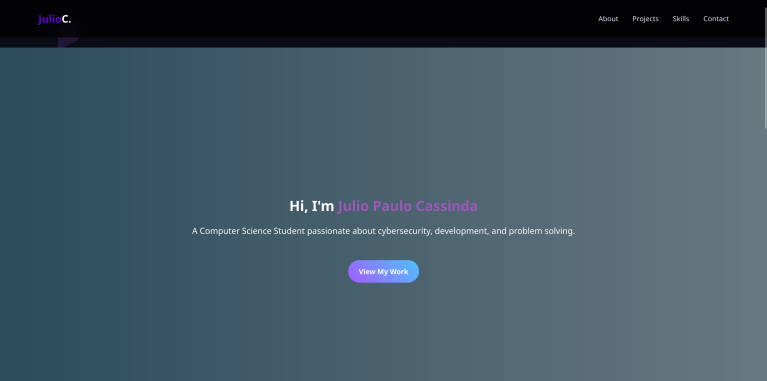 JulioC.
About Projects Skills Contact
Hi, I'm Julio Paulo Cassinda
A Computer Science Student passionate about cybersecurity, development, and problem solving.
View My Work